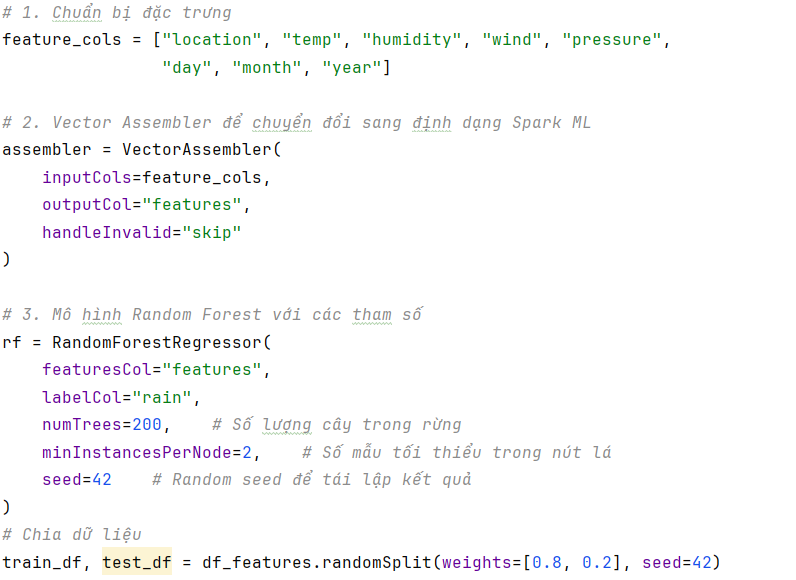 # 1. Chuẩn bị đặc trưng
feature_cols = ["location", "temp", "humidity", "wind", "pressure",
                "day", "month", "year"]
# 2. Vector Assembler để chuyển đổi sang định dạng Spark ML
assembler = VectorAssembler(
    inputCols=feature_cols,
    outputCol="features",
    handleInvalid="skip"
)
# 3. Mô hình Random Forest với các tham số
rf = RandomForestRegressor(
    featuresCol="features",
    labelCol="rain",
    numTrees=200,    # Số lượng cây trong rừng
    minInstancesPerNode=2,    # Số mẫu tối thiểu trong nút lá
    seed=42    # Random seed để tái lập kết quả
)
# Chia dữ liệu
train_df, test_df = df_features.randomSplit(weights=[0.8, 0.2], seed=42)